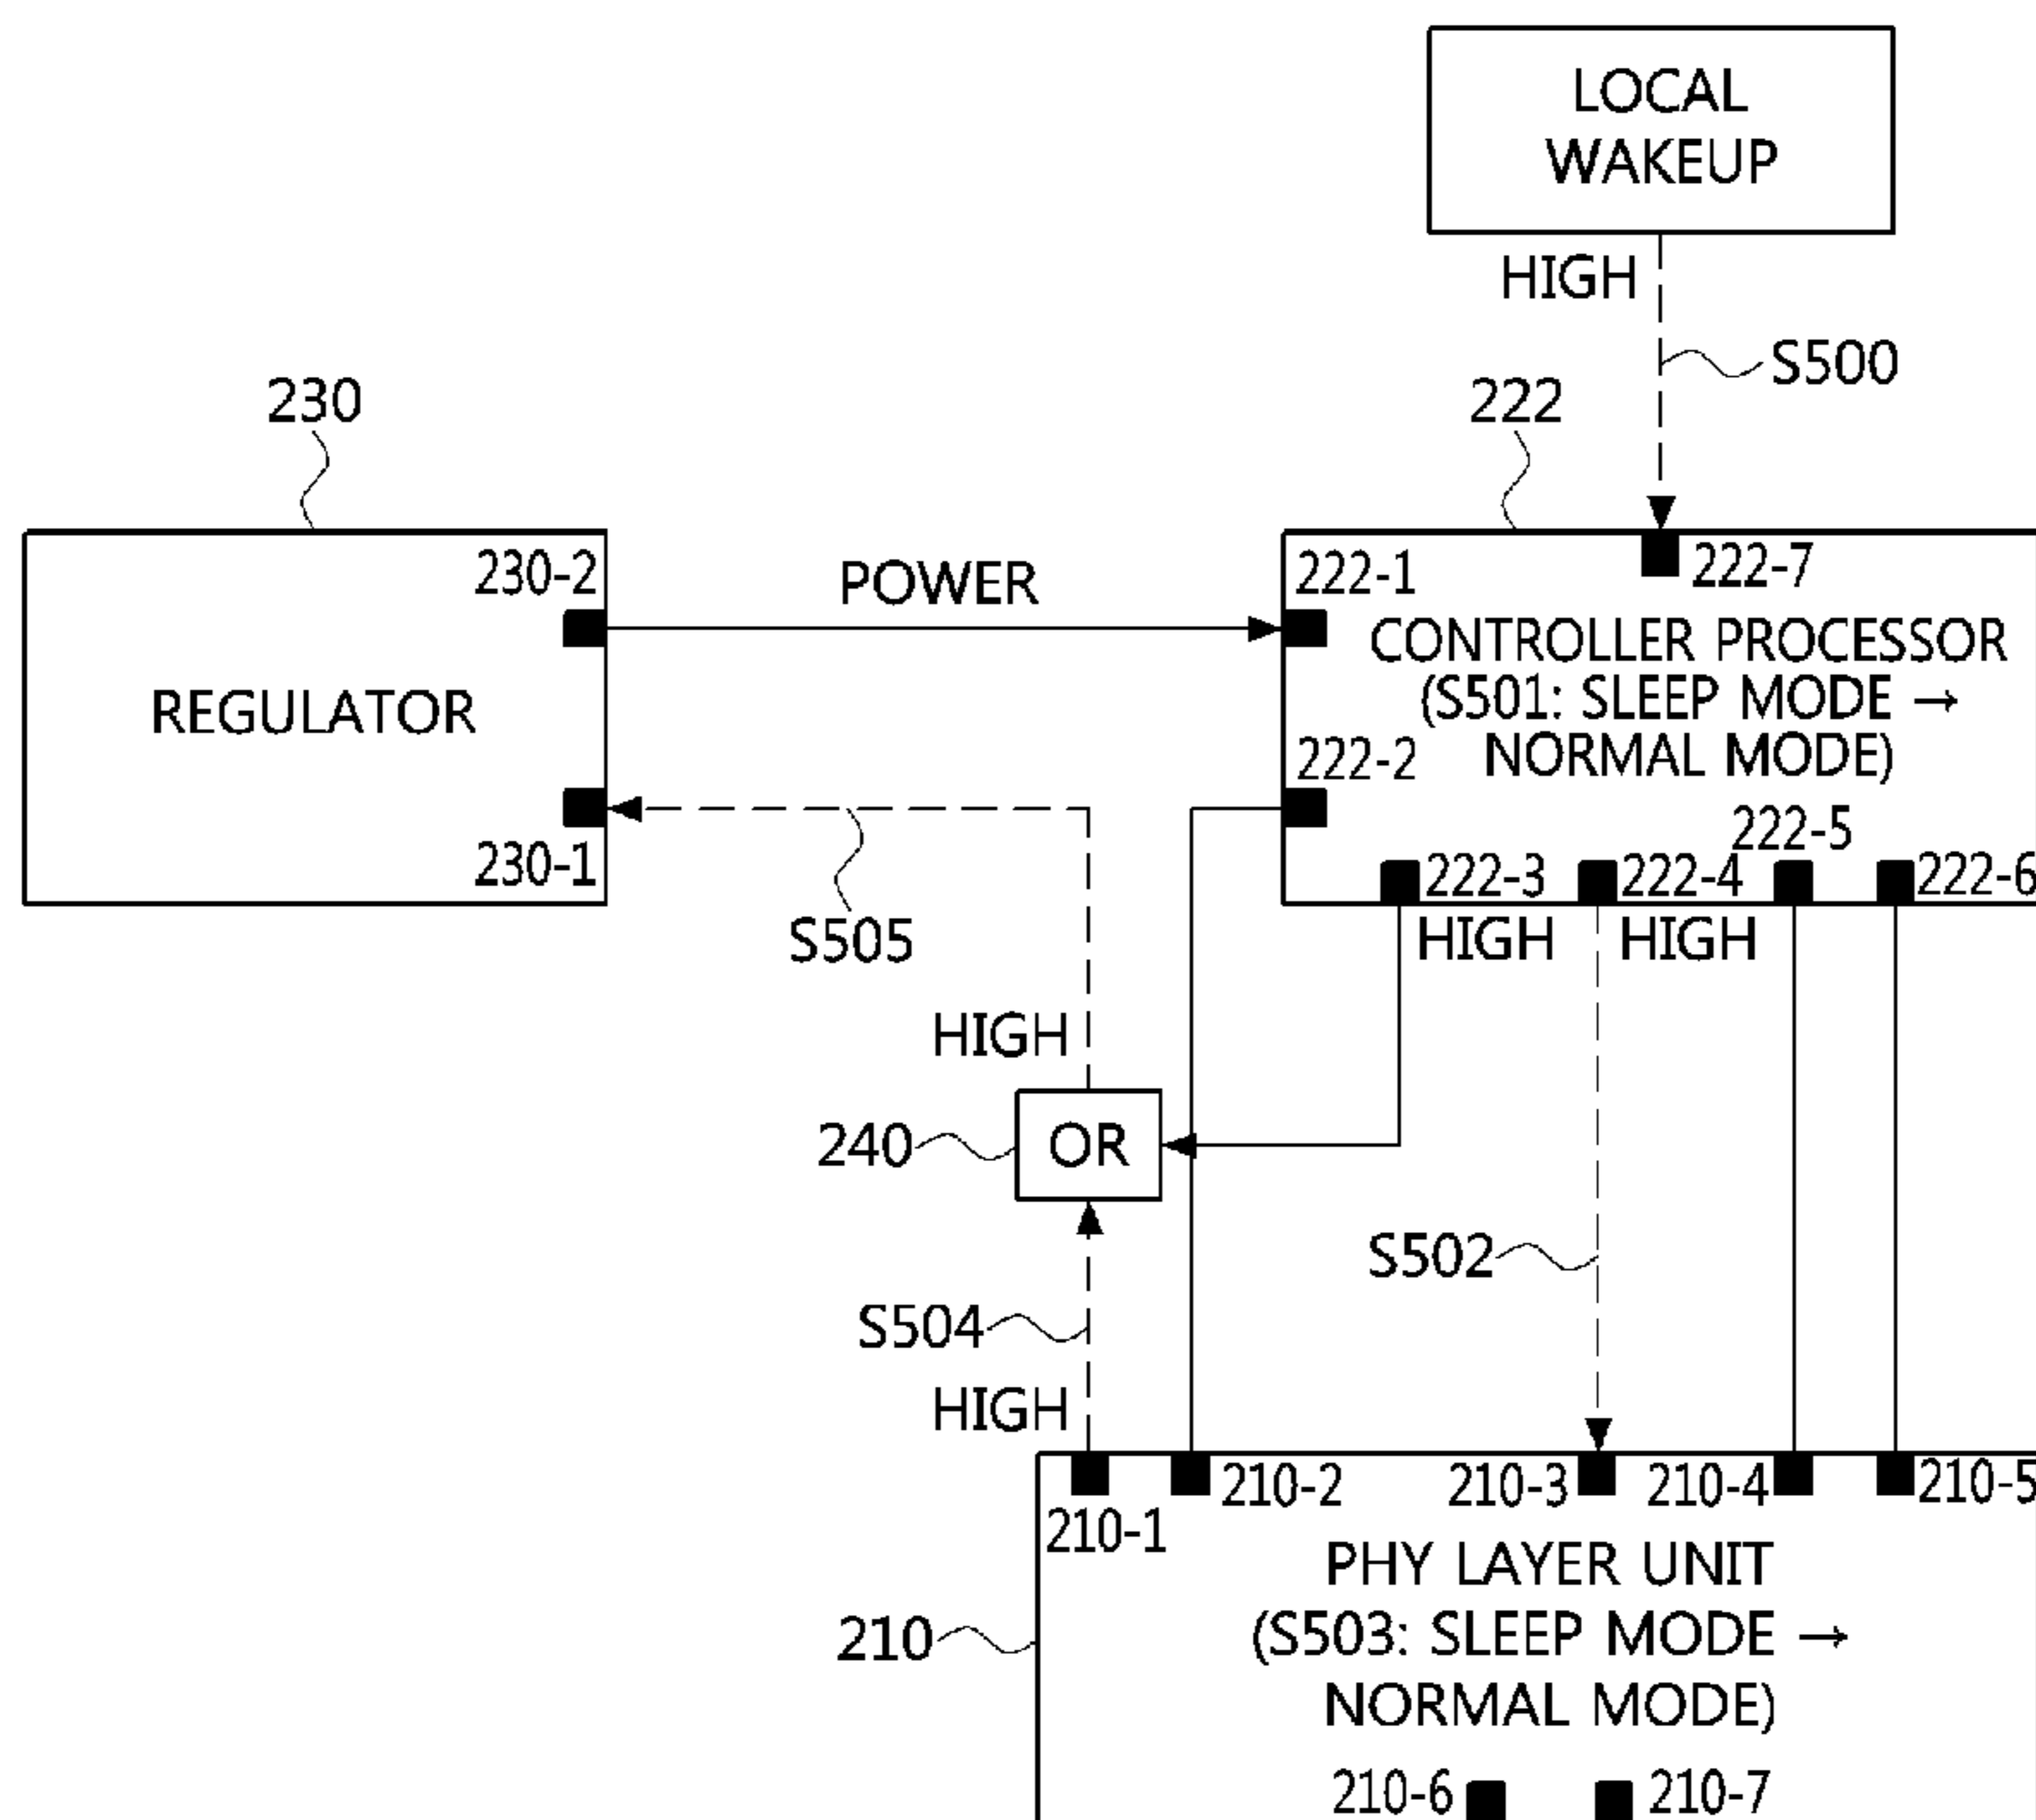 LOCAL
WAKEUP
HIGH
S500
230
222
230-2
POWER
222-1
222-7
CONTROLLER PROCESSOR
(S501: SLEEP MODE →
NORMAL MODE)
REGULATOR
222-2
222-5
230-1
222-3
222-4
222-6
S505
HIGH
HIGH
HIGH
240
OR
S502
S504
HIGH
210-1
210-2
210-3
210-4
210-5
PHY LAYER UNIT
(S503: SLEEP MODE →
NORMAL MODE)
210
210-6
210-7